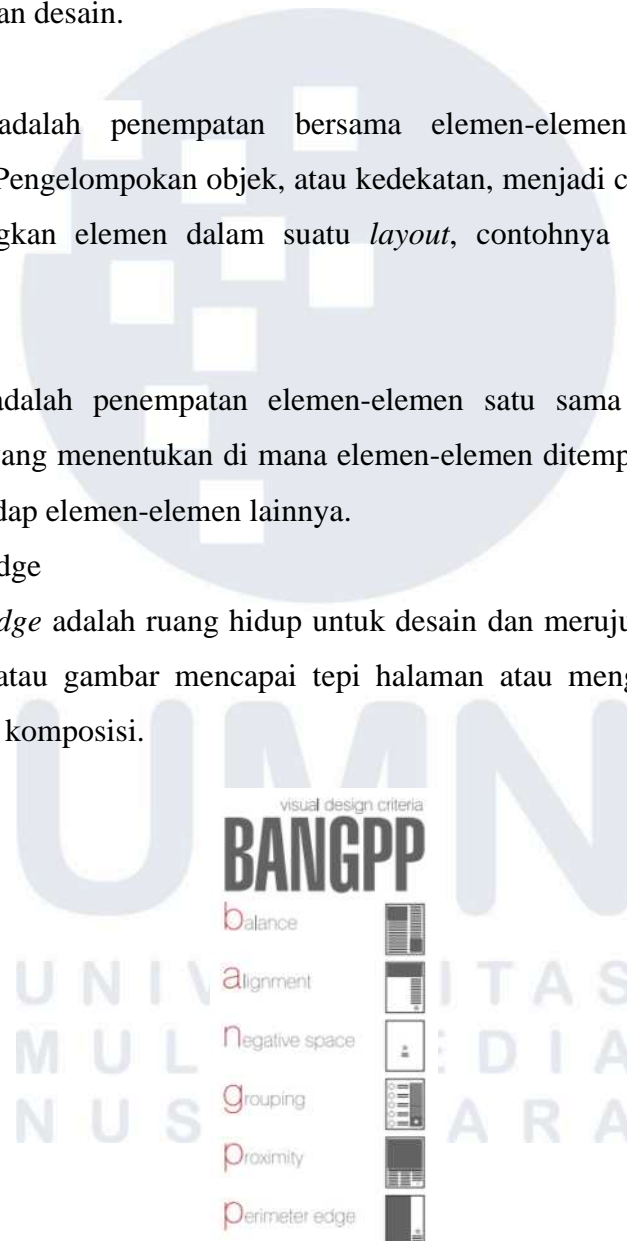 an desain.
adalah penempatan bersama elemen-elemen
Pengelompokan objek, atau kedekatan, menjadi
gkan elemen dalam suatu layout, contohnya
adalah penempatan elemen-elemen satu sama
ang menentukan di mana elemen-elemen
dap elemen-elemen lainnya.
dge
dge adalah ruang hidup untuk desain dan
atau gambar mencapai tepi halaman atau
komposisi.
UMN
visual design criteria
BANGPP
balance
alignment
negative space
grouping
proximity
perimeter edge